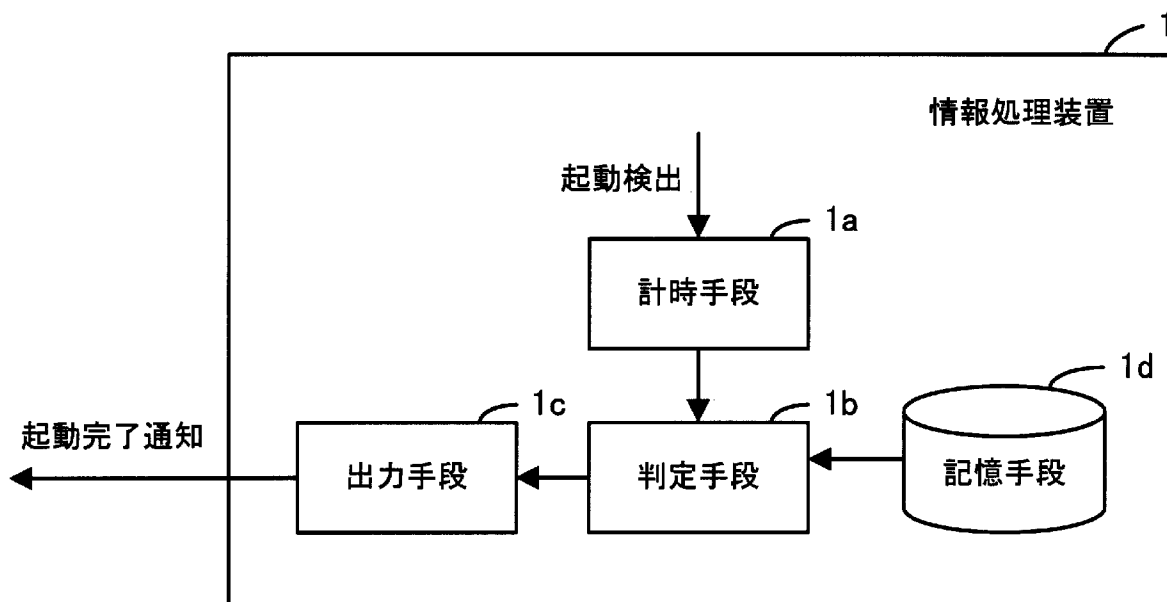 1
情報処理装置
起動検出
1a
計時手段
1d
1c
1b
起動完了通知
出力手段
判定手段
記憶手段